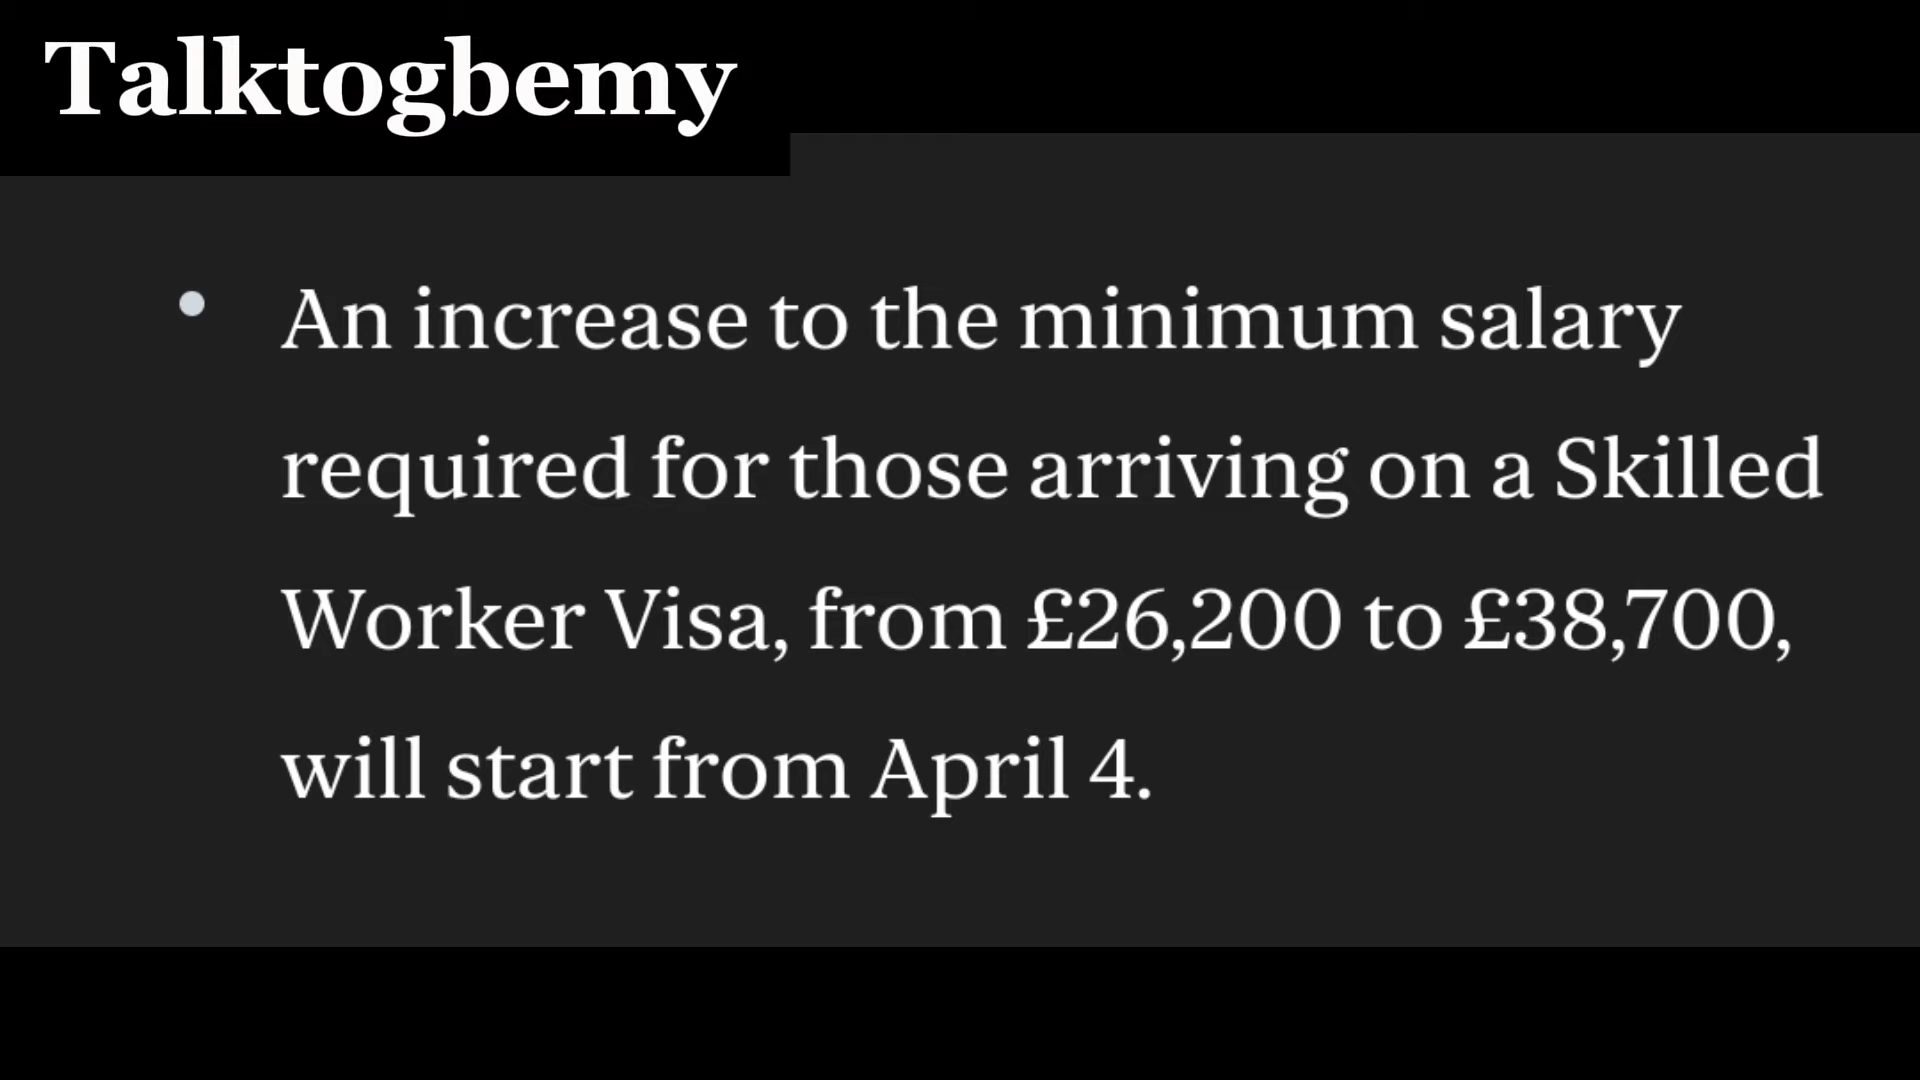 Talktogbemy
• An increase to the minimum salary
required for those arriving on a Skilled
Worker Visa, from £26,200 to £38,700,
will start from April 4.